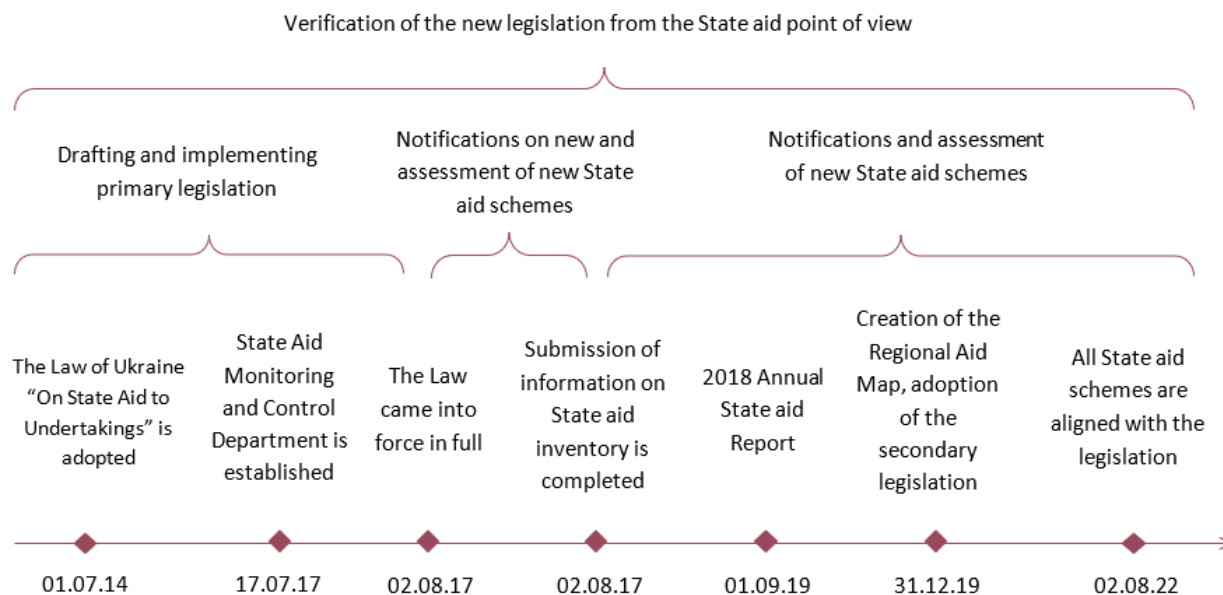 Verification of the new legislation from the State aid point of view
Drafting and implementing
primary legislation
Notifications on new and
assessment of new State
aid schemes
Notifications and assessment
of new State aid schemes
The Law of Ukraine
“On State Aid to
Undertakings” is
adopted
State Aid
Monitoring
and Control
Department is
established
The Law
came into
force in full
Submission of
information on
State aid
inventory is
completed
2018 Annual
State aid
Report
Creation of the
Regional Aid
Map, adoption
of the
secondary
legislation
All State aid
schemes are
aligned with the
legislation
01.07.14
17.07.17
02.08.17
02.08.17
01.09.19
31.12.19
02.08.22